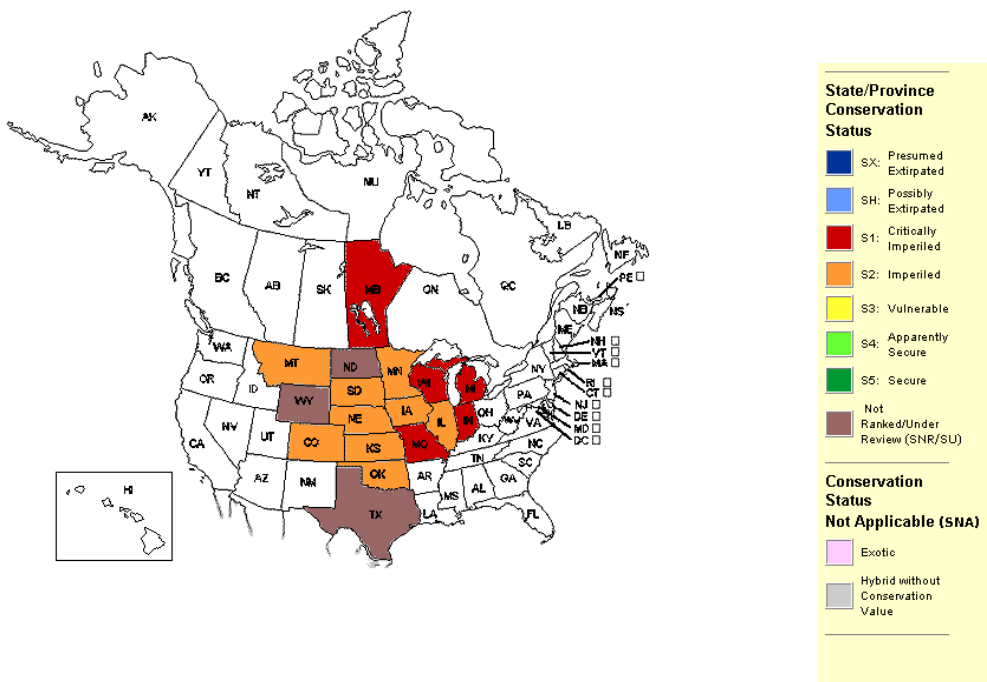 AK
YT
NT
NU
BC
AB
SK
MB
ON
QC
LB
NF
PE
NB
NS
ME
NH
VT
MA
RI
CT
NJ
DE
MD
DC
WA
OR
ID
MT
ND
MN
WI
MI
NY
PA
WY
SD
IA
NE
IL
IN
OH
WV
VA
NV
UT
CO
KS
MO
KY
NC
CA
AZ
NM
OK
AR
TN
SC
TX
LA
MS
AL
GA
FL
HI
State/Province
Conservation
Status
SX: Presumed
Extirpated
SH: Possibly
Extirpated
S1: Critically
Imperiled
S2: Imperiled
S3: Vulnerable
S4: Apparently
Secure
S5: Secure
Not
Ranked/Under
Review (SNR/SU)
Conservation
Status
Not Applicable (SNA)
Exotic
Hybrid without
Conservation
Value